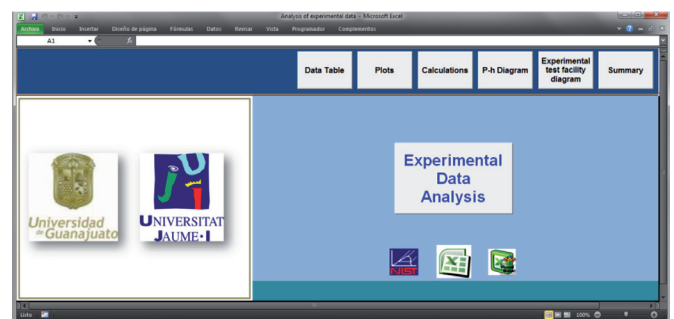 Analysis of experimental data - Microsoft Excel
Archivo Inicio Insertar Diseño de página Fórmulas Datos Revisar Vista Programador Complementos
A1 fx
Data Table Plots Calculations P-h Diagram Experimental test facility diagram Summary
Universidad
de Guanajuato
UNIVERSITAT
JAUME·I
Experimental
Data
Analysis
NIST
Listo 100%